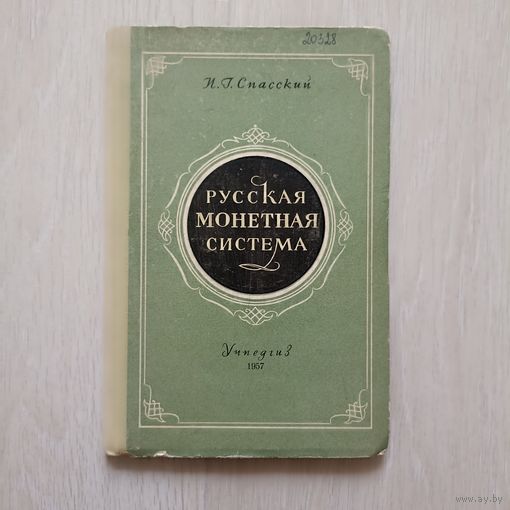 20328
И.Г. Спасский
РУССКАЯ
МОНЕТНАЯ
СИСТЕМА
Учпедгиз
1957
www.ay.by